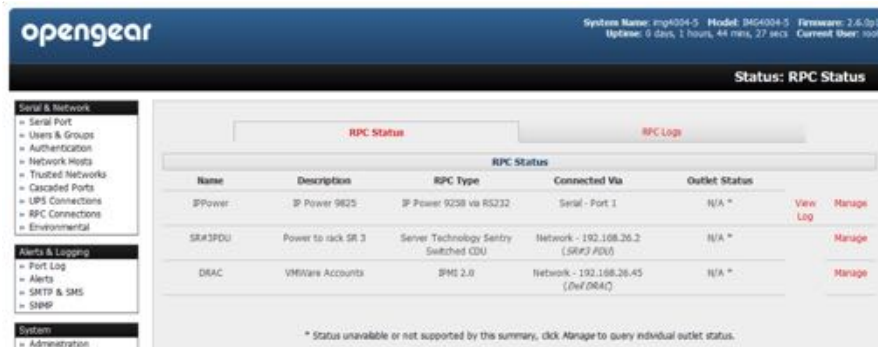 opengear
System Name: img4004-5 Model: IMG4004-5 Firmware: 2.6.0p1
Uptime: 0 days, 1 hours, 44 mins, 27 secs Current User: root
Status: RPC Status
Serial & Network
» Serial Port
» Users & Groups
» Authentication
» Network Hosts
» Trusted Networks
» Cascaded Ports
» UPS Connections
» RPC Connections
» Environmental
Alerts & Logging
» Port Log
» Alerts
» SMTP & SMS
» SNMP
System
» Administration
RPC Status RPC Logs
RPC Status
Name Description RPC Type Connected Via Outlet Status
IPPower IP Power 9825 IP Power 9258 via RS232 Serial - Port 1 N/A * View Log Manage
SR#3PDU Power to rack SR 3 Server Technology Sentry Switched CDU Network - 192.168.26.2 (SR#3 PDU) N/A * Manage
DRAC VMWare Accounts IPMI 2.0 Network - 192.168.26.45 (Dell DRAC) N/A * Manage
* Status unavailable or not supported by this summary, click Manage to query individual outlet status.